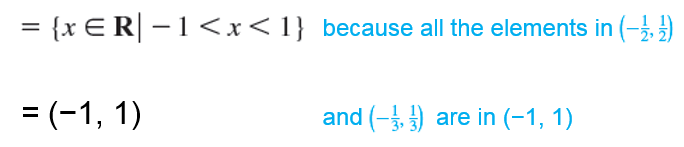 = {x ∈ R| −1 < x < 1} because all the elements in (−1/2, 1/2)
= (−1, 1) and (−1/3, 1/3) are in (−1, 1)